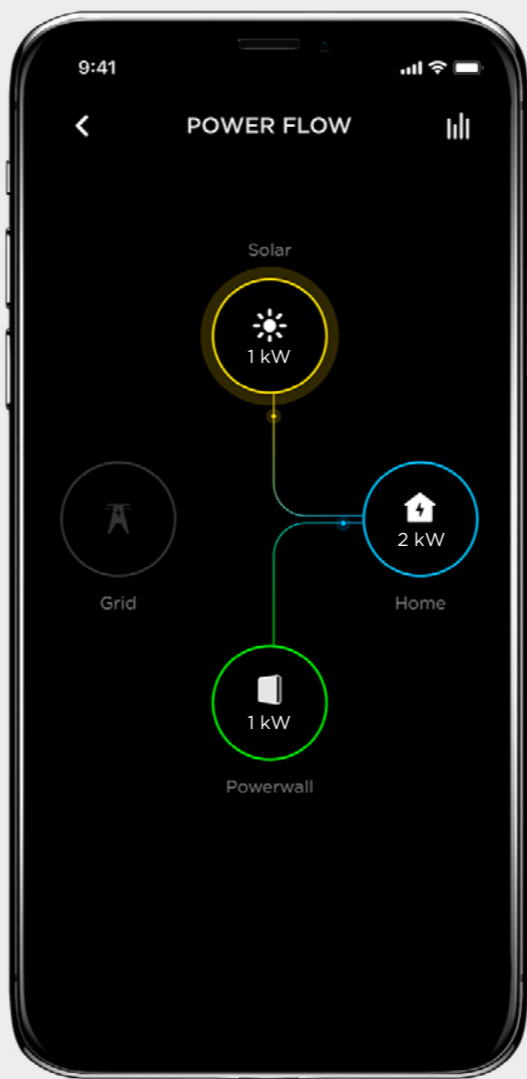 9:41
POWER FLOW
Solar
1 kW
2 kW
Grid
Home
1 kW
Powerwall